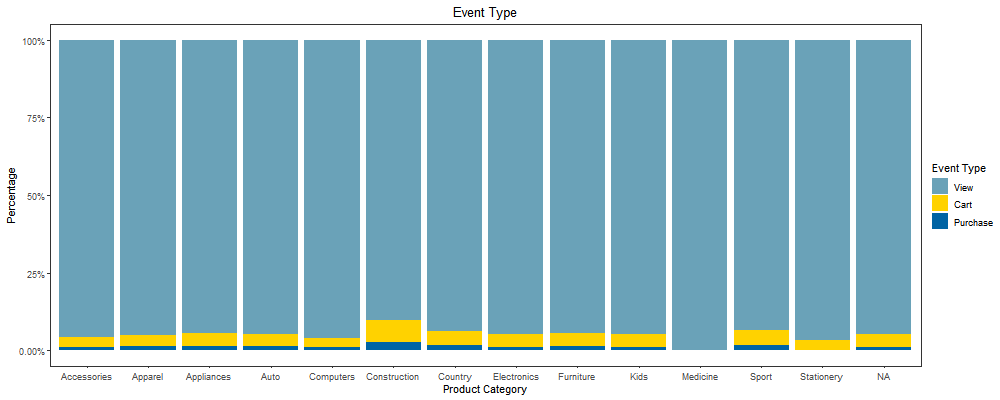 Event Type
100%
75%
50%
25%
0.00%
Percentage
Accessories Apparel Appliances Auto Computers Construction Country Electronics Furniture Kids Medicine Sport Stationery NA
Product Category
Event Type
View
Cart
Purchase